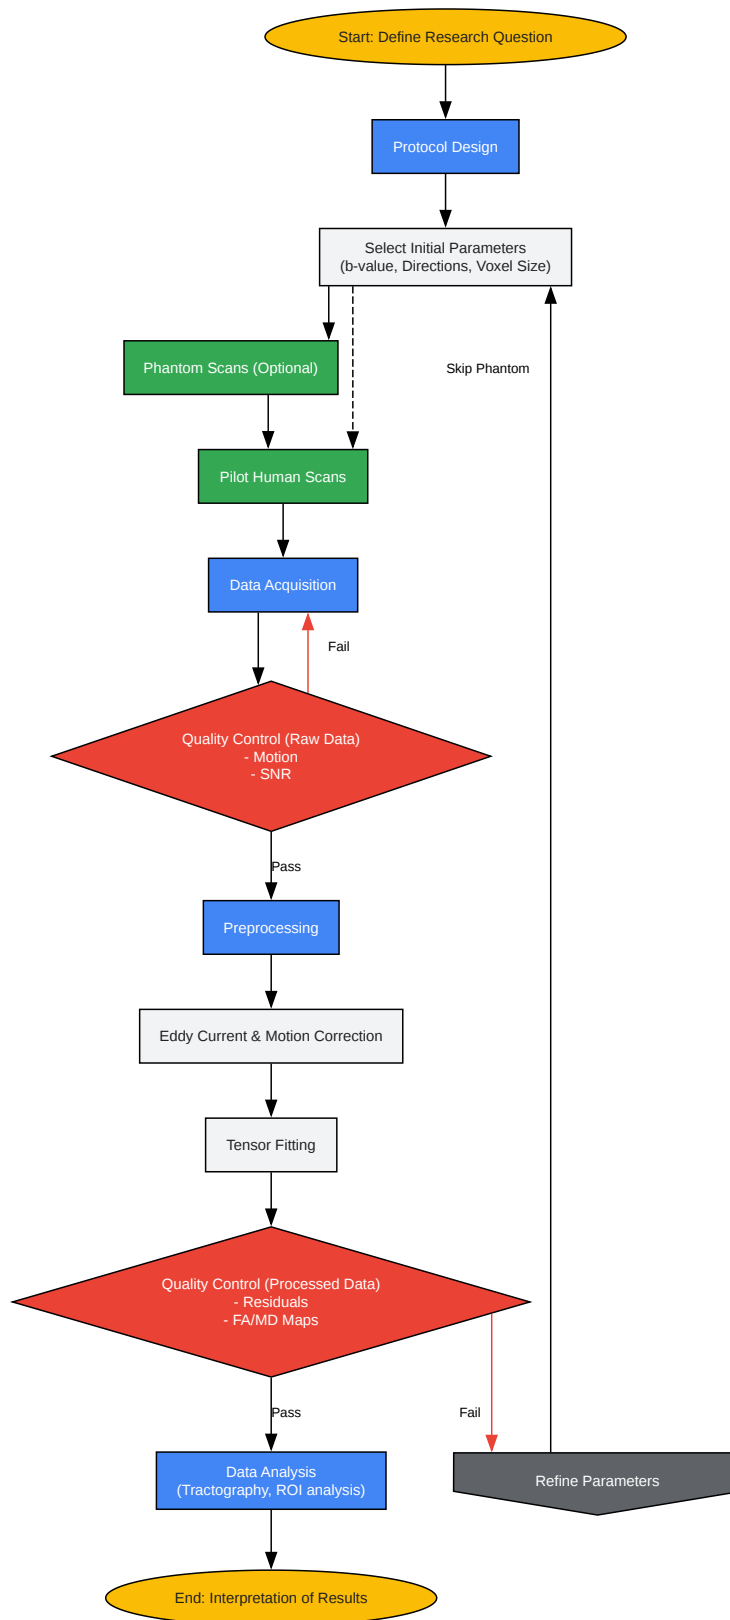 Start: Define Research Question
Protocol Design
Select Initial Parameters
(b-value, Directions, Voxel Size)
Phantom Scans (Optional)
Skip Phantom
Pilot Human Scans
Data Acquisition
Fail
Quality Control (Raw Data)
- Motion
- SNR
Pass
Preprocessing
Eddy Current & Motion Correction
Tensor Fitting
Quality Control (Processed Data)
- Residuals
- FA/MD Maps
Pass
Fail
Data Analysis
(Tractography, ROI analysis)
Refine Parameters
End: Interpretation of Results